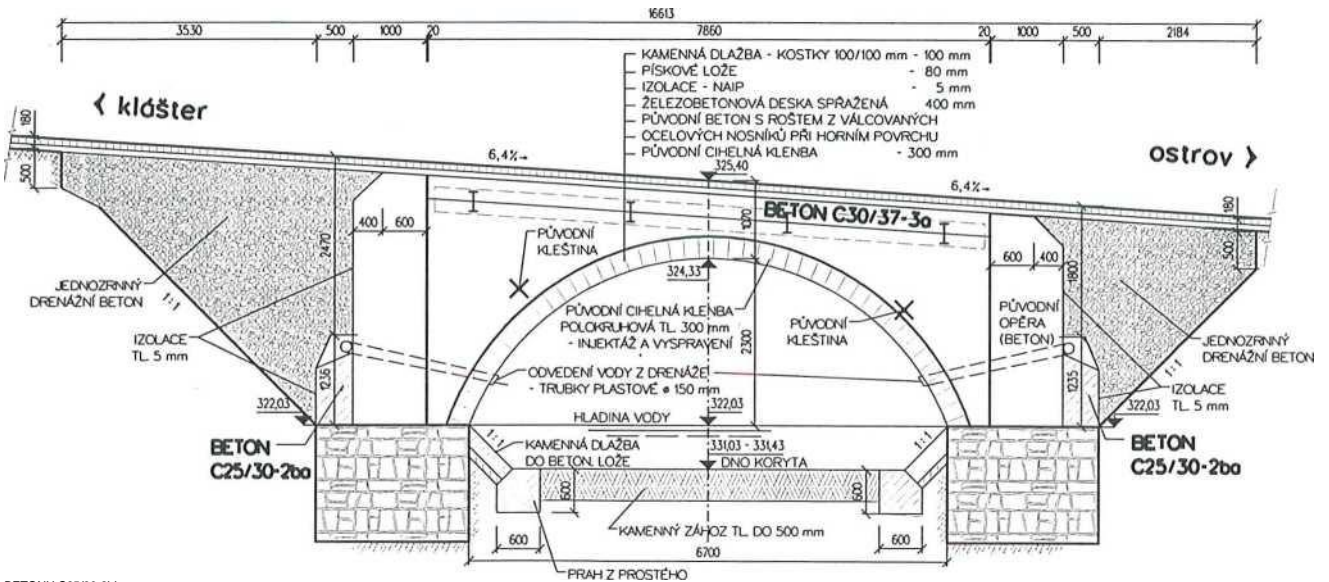 16613
3530 500 1000 20 7860 20 1000 500 2184
KAMENNÁ DLAŽBA - KOSTKY 100/100 mm - 100 mm
PÍSKOVÉ LOŽE - 80 mm
IZOLACE - NAIP - 5 mm
ŽELEZOBETONOVÁ DESKA SPŘAŽENÁ 400 mm
PŮVODNÍ BETON S ROŠTEM Z VÁLCOVANÝCH
OCELOVÝCH NOSNÍKŮ PŘI HORNÍM POVRCHU
PŮVODNÍ CIHELNÁ KLENBA - 300 mm
< klášter
ostrov >
180
500
6,4%→
325,40
6,4%→
180
500
BETON C30/37-3a
1070
400 600
2470
PŮVODNÍ
KLEŠTINA
324,33
600 400
1800
JEDNOZRNNÝ
DRENÁŽNÍ BETON
1:1
PŮVODNÍ CIHELNÁ KLENBA
POLOKRUHOVÁ TL. 300 mm
- INJEKTÁŽ A VYSPRAVENÍ
2300
PŮVODNÍ
KLEŠTINA
PŮVODNÍ
OPĚRA
(BETON)
JEDNOZRNNÝ
DRENÁŽNÍ BETON
1:1
IZOLACE
TL. 5 mm
1236
ODVEDENÍ VODY Z DRENÁŽE
- TRUBKY PLASTOVÉ ø 150 mm
1235
IZOLACE
TL. 5 mm
322,03
HLADINA VODY
322,03
322,03
BETON
C25/30-2ba
1:1
KAMENNÁ DLAŽBA
DO BETON. LOŽE
331,03 - 331,43
DNO KORYTA
1:1
BETON
C25/30-2ba
600
600
KAMENNÝ ZÁHOZ TL. DO 500 mm
600
600
6700
PRAH Z PROSTÉHO